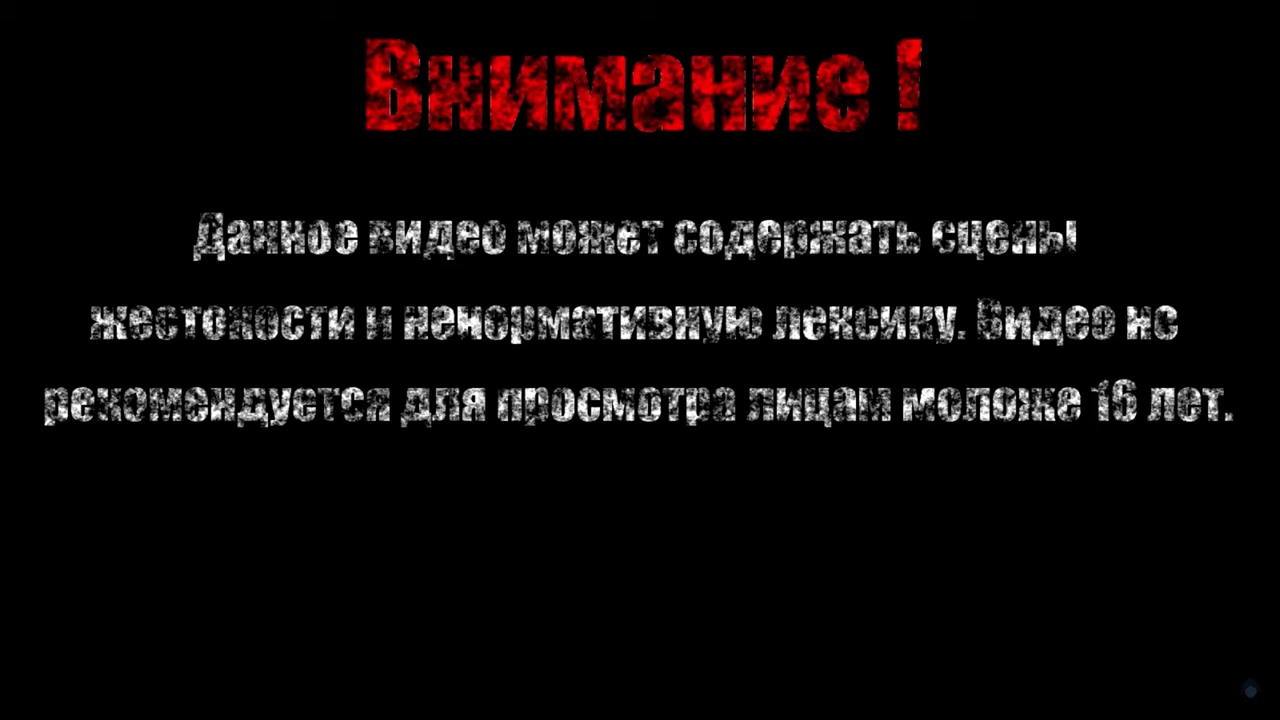 Внимание !
Данное видео может содержать сцены
жестокости и ненормативную лексику. Видео не
рекомендуется для просмотра лицам моложе 16 лет.